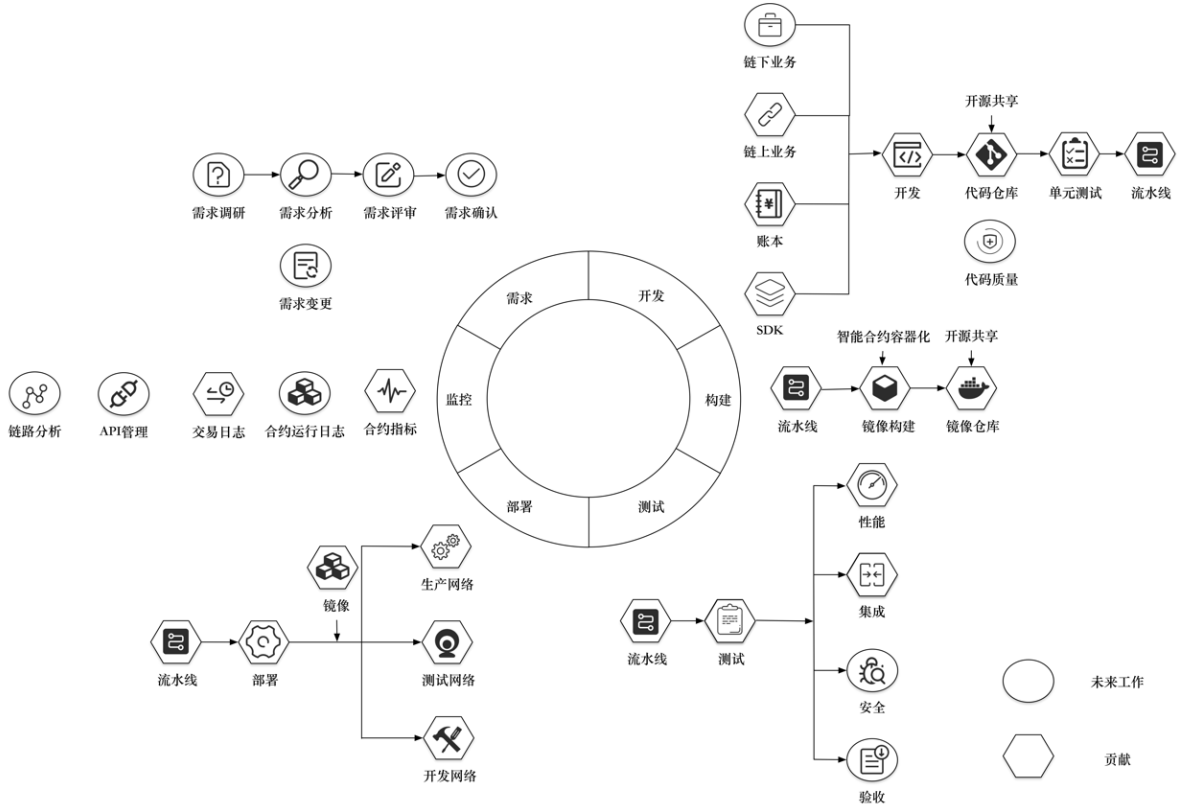 链下业务
链上业务
账本
SDK
开发
开源共享
代码仓库
单元测试
流水线
代码质量
需求调研
需求分析
需求评审
需求确认
需求变更
需求
开发
监控
构建
部署
测试
链路分析
API管理
交易日志
合约运行日志
合约指标
智能合约容器化
开源共享
流水线
镜像构建
镜像仓库
流水线
部署
镜像
生产网络
测试网络
开发网络
流水线
测试
性能
集成
安全
验收
未来工作
贡献